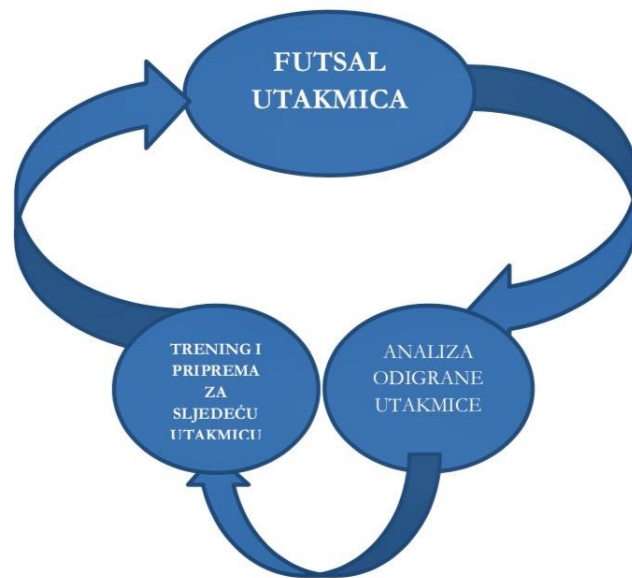 FUTSAL
UTAKMICA
TRENING I
PRIPREMA
ZA
SLJEDEĆU
UTAKMICU
ANALIZA
ODIGRANE
UTAKMICE